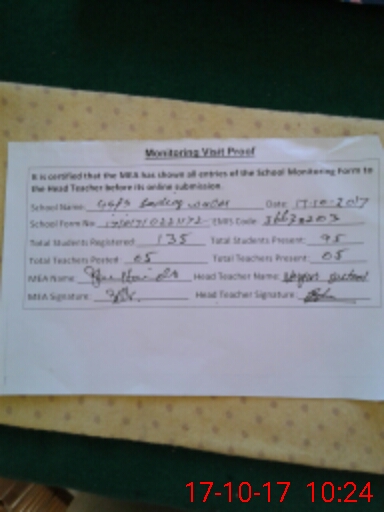 Monitoring Visit Proof
It is certified that the MEA has shown all entries of the School Monitoring Form to
the Head Teacher before its online submission.
School Name: Date: 17-10-2017
School Form No EMIS Code:
Total Students Registered: 135 Total Students Present: 95
Total Teachers Posted: 05 Total Teachers Present: 05
MEA Name: Head Teacher Name:
MEA Signature: Head Teacher Signature:
17-10-17 10:24